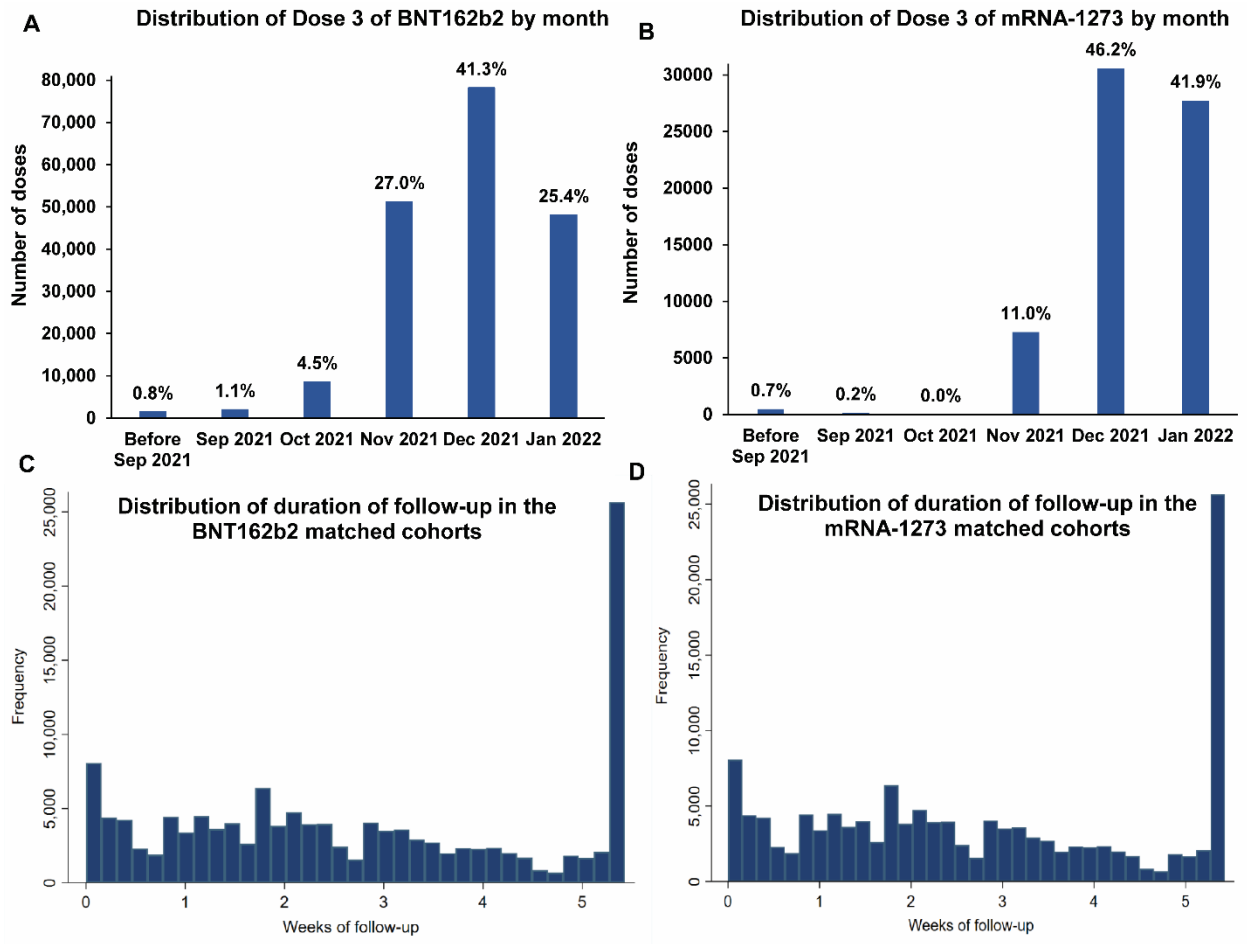 A
Distribution of Dose 3 of BNT162b2 by month
Number of doses
80,000
70,000
60,000
50,000
40,000
30,000
20,000
10,000
0
0.8%
1.1%
4.5%
27.0%
41.3%
25.4%
Before Sep 2021 Oct 2021 Nov 2021 Dec 2021 Jan 2022
Sep 2021
B
Distribution of Dose 3 of mRNA-1273 by month
Number of doses
30000
25000
30000
15000
10000
5000
0
0.7%
0.2%
0.0%
11.0%
46.2%
41.9%
Before Sep 2021 Oct 2021 Nov 2021 Dec 2021 Jan 2022
Sep 2021
C
Distribution of duration of follow-up in the
BNT162b2 matched cohorts
Frequency
25,000
20,000
15,000
10,000
5,000
0
0 1 2 3 4 5
Weeks of follow-up
D
Distribution of duration of follow-up in the
mRNA-1273 matched cohorts
Frequency
25,000
20,000
15,000
10,000
5,000
0
0 1 2 3 4 5
Weeks of follow-up